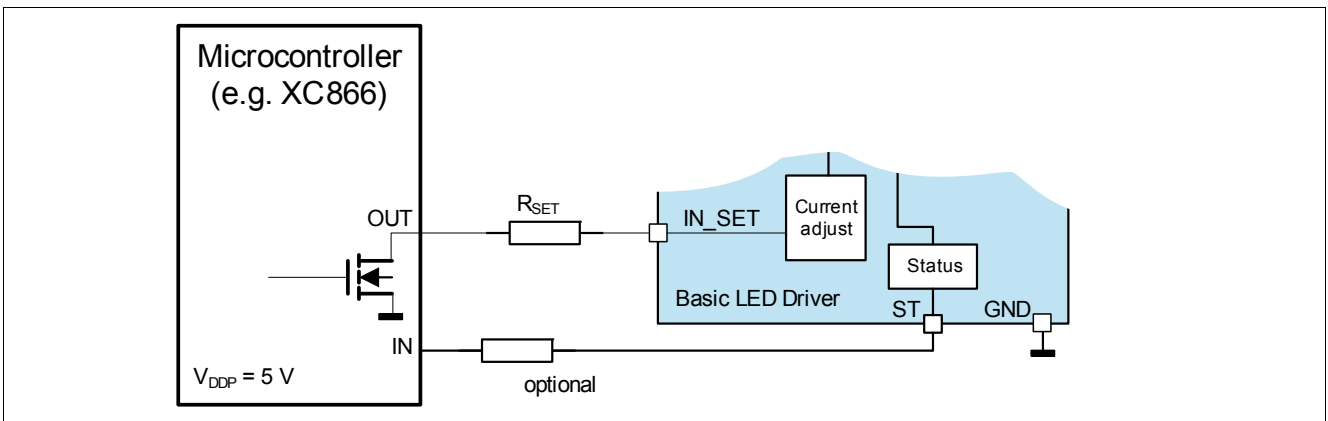 Microcontroller
(e.g. XC866)
OUT
RSET
IN_SET
Current
adjust
Status
Basic LED Driver
ST
GND
IN
VDDP = 5 V
optional